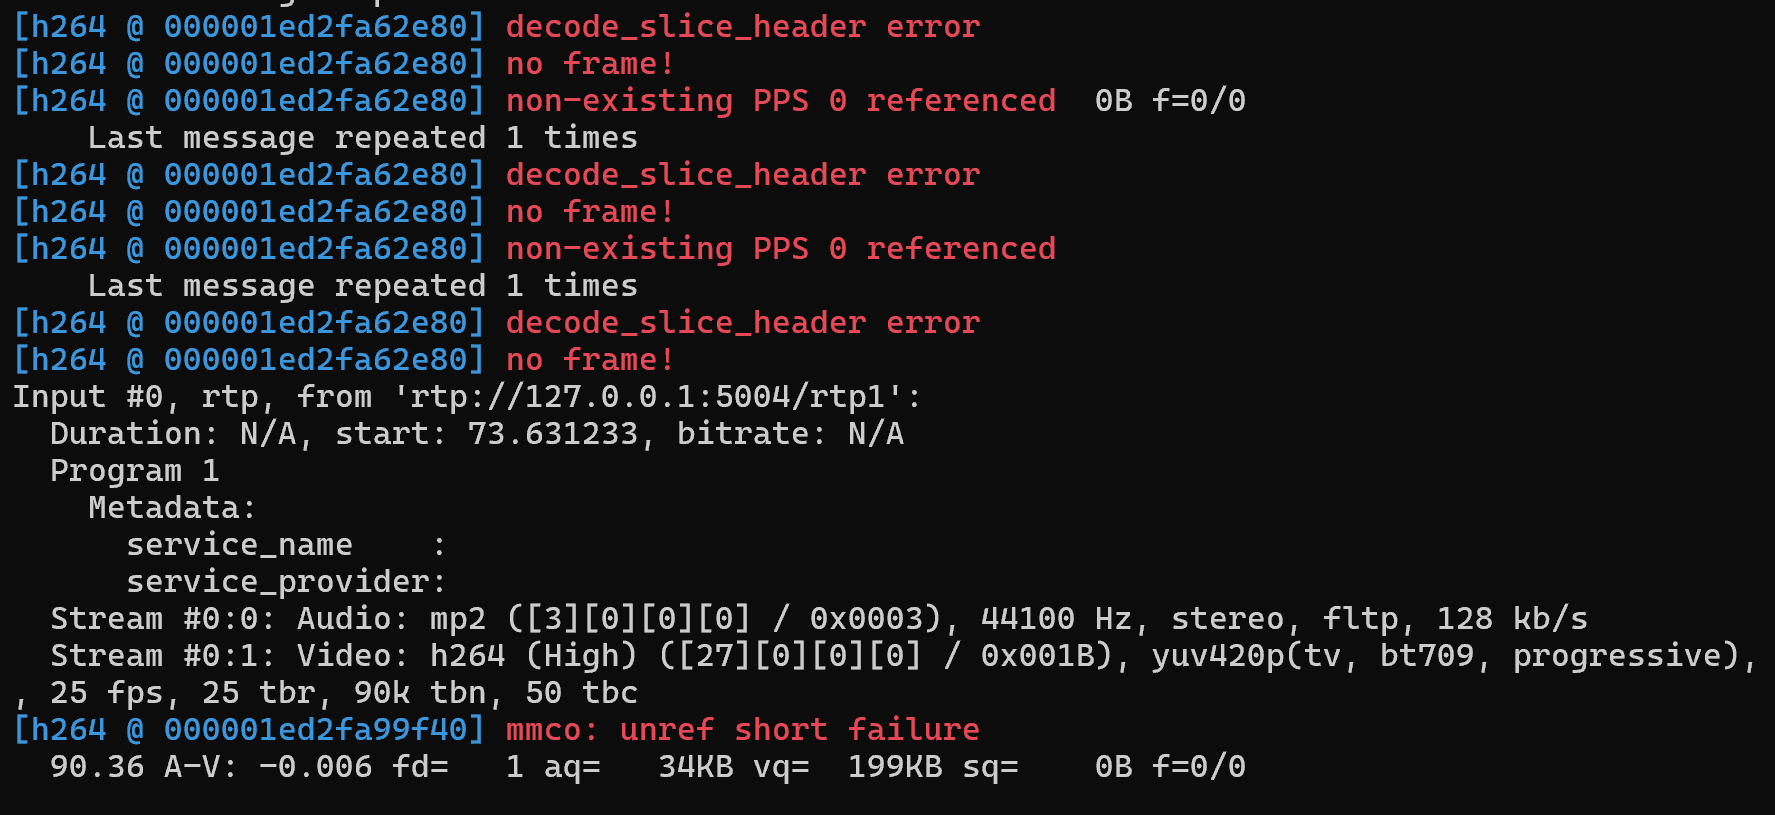 [h264 @ 000001ed2fa62e80] decode_slice_header error
[h264 @ 000001ed2fa62e80] no frame!
[h264 @ 000001ed2fa62e80] non-existing PPS 0 referenced  0B f=0/0
    Last message repeated 1 times
[h264 @ 000001ed2fa62e80] decode_slice_header error
[h264 @ 000001ed2fa62e80] no frame!
[h264 @ 000001ed2fa62e80] non-existing PPS 0 referenced
    Last message repeated 1 times
[h264 @ 000001ed2fa62e80] decode_slice_header error
[h264 @ 000001ed2fa62e80] no frame!
Input #0, rtp, from 'rtp://127.0.0.1:5004/rtp1':
  Duration: N/A, start: 73.631233, bitrate: N/A
  Program 1
    Metadata:
      service_name    :
      service_provider:
  Stream #0:0: Audio: mp2 ([3][0][0][0] / 0x0003), 44100 Hz, stereo, fltp, 128 kb/s
  Stream #0:1: Video: h264 (High) ([27][0][0][0] / 0x001B), yuv420p(tv, bt709, progressive),
, 25 fps, 25 tbr, 90k tbn, 50 tbc
[h264 @ 000001ed2fa99f40] mmco: unref short failure
  90.36 A-V: -0.006 fd=   1 aq=   34KB vq=  199KB sq=    0B f=0/0